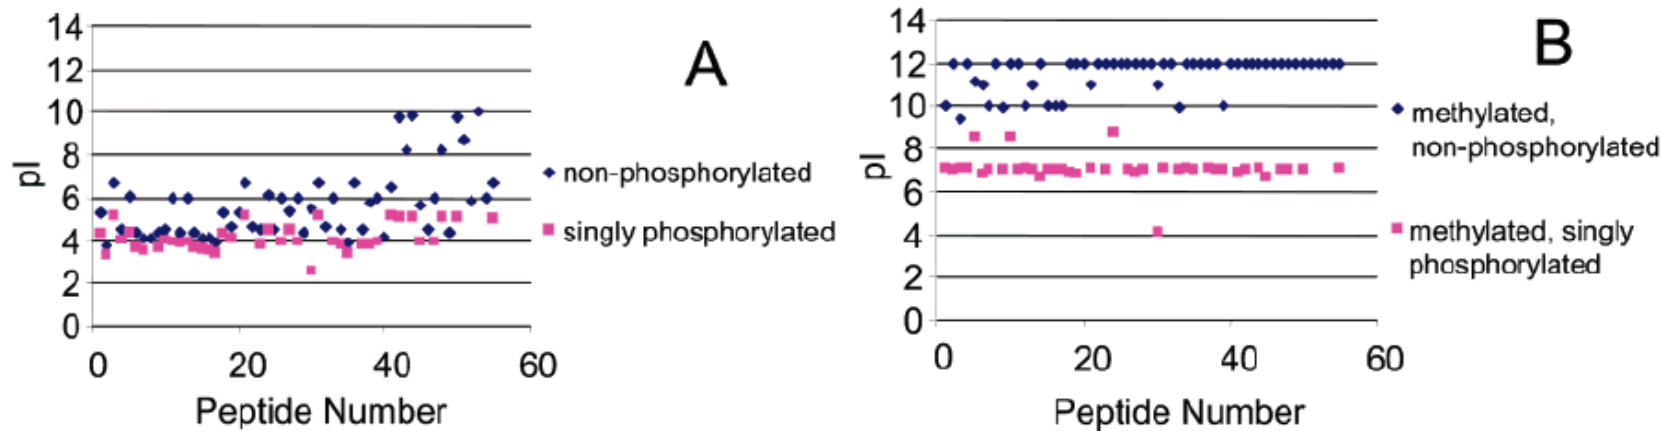 A
14
12
10
8
6
4
2
0
pI
0 20 40 60
Peptide Number
non-phosphorylated
singly phosphorylated
B
14
12
10
8
6
4
2
0
pI
0 20 40 60
Peptide Number
methylated,
non-phosphorylated
methylated, singly
phosphorylated